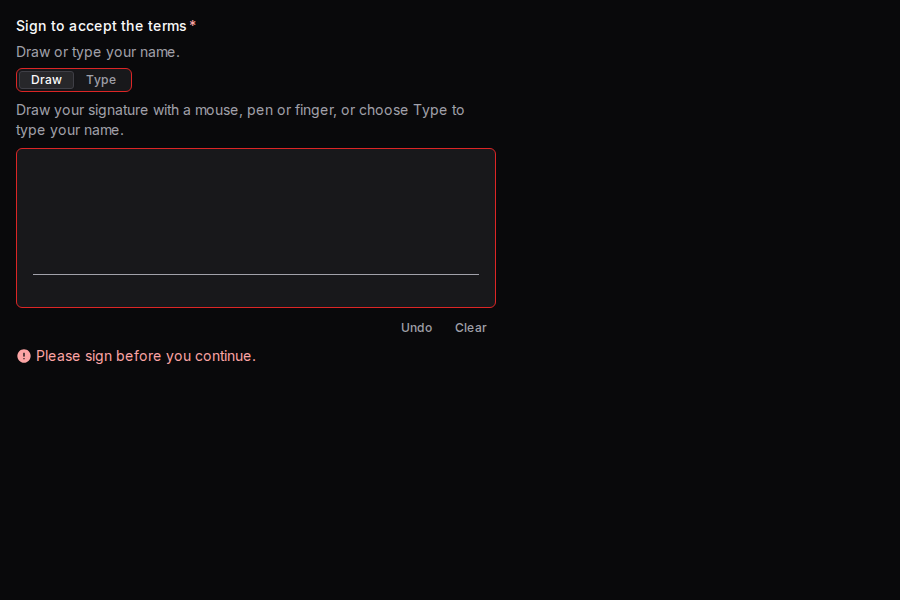 Sign to accept the terms *
Draw or type your name.
Draw Type
Draw your signature with a mouse, pen or finger, or choose Type to
type your name.
Undo Clear
Please sign before you continue.